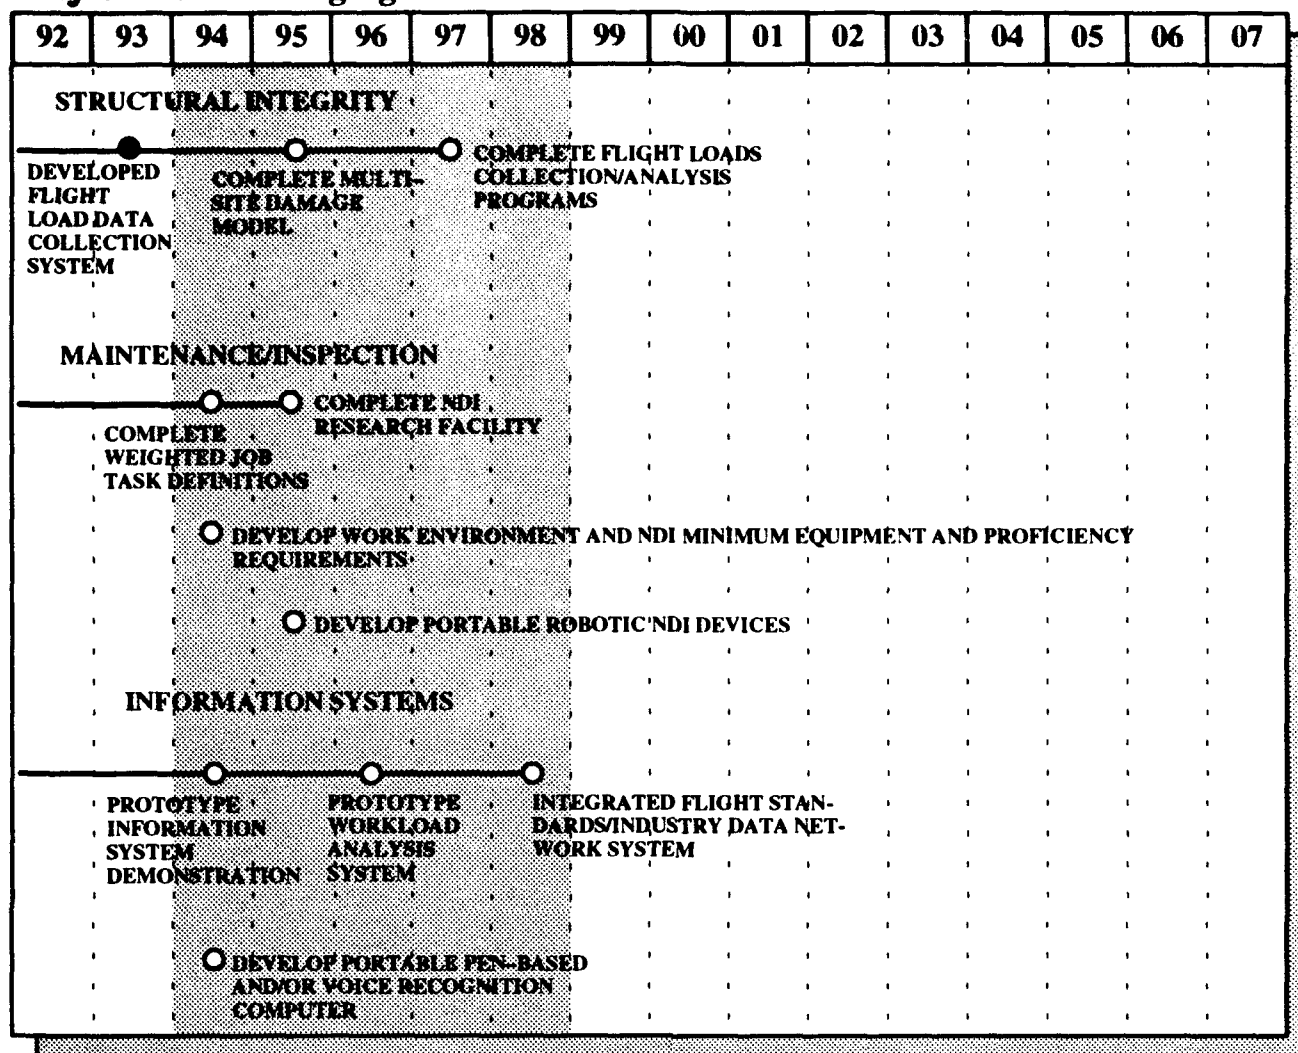 92 93 94 95 96 97 98 99 00 01 02 03 04 05 06 07
STRUCTURAL INTEGRITY
DEVELOPED
FLIGHT
LOAD DATA
COLLECTION
SYSTEM
COMPLETE MULTI-
SITE DAMAGE
MODEL
COMPLETE FLIGHT LOADS
COLLECTION/ANALYSIS
PROGRAMS
MAINTENANCE/INSPECTION
COMPLETE
WEIGHTED JOB
TASK DEFINITIONS
COMPLETE NDI
RESEARCH FACILITY
DEVELOP WORK ENVIRONMENT AND NDI MINIMUM EQUIPMENT AND PROFICIENCY
REQUIREMENTS
DEVELOP PORTABLE ROBOTIC NDI DEVICES
INFORMATION SYSTEMS
PROTOTYPE
INFORMATION
SYSTEM
DEMONSTRATION
PROTOTYPE
WORKLOAD
ANALYSIS
SYSTEM
INTEGRATED FLIGHT STAN-
DARDS/INDUSTRY DATA NET-
WORK SYSTEM
DEVELOP PORTABLE PEN-BASED
AND/OR VOICE RECOGNITION
COMPUTER